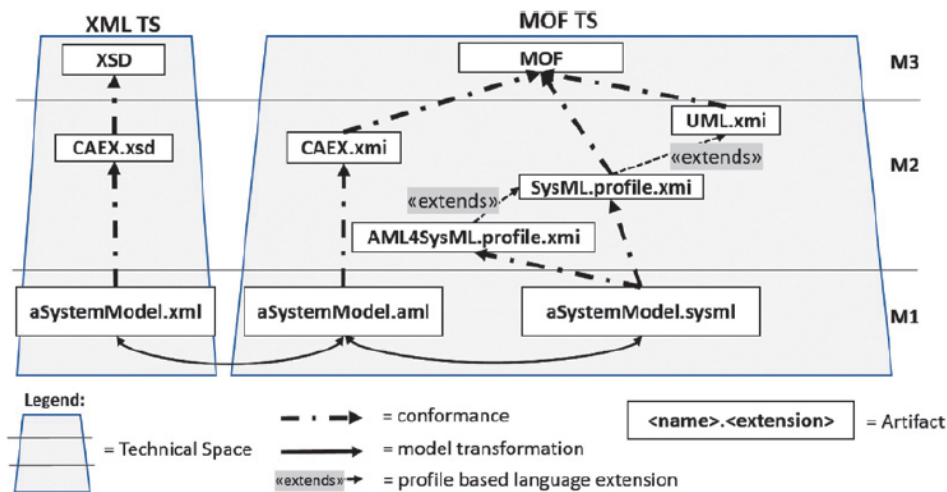 XML TS
MOF TS
XSD
MOF
M3
UML.xmi
CAEX.xsd
CAEX.xmi
«extends»
M2
SysML.profile.xmi
«extends»
AML4SysML.profile.xmi
aSystemModel.xml
aSystemModel.aml
aSystemModel.sysml
M1
Legend:
= Technical Space
= conformance
= model transformation
«extends» = profile based language extension
<name>.<extension> = Artifact